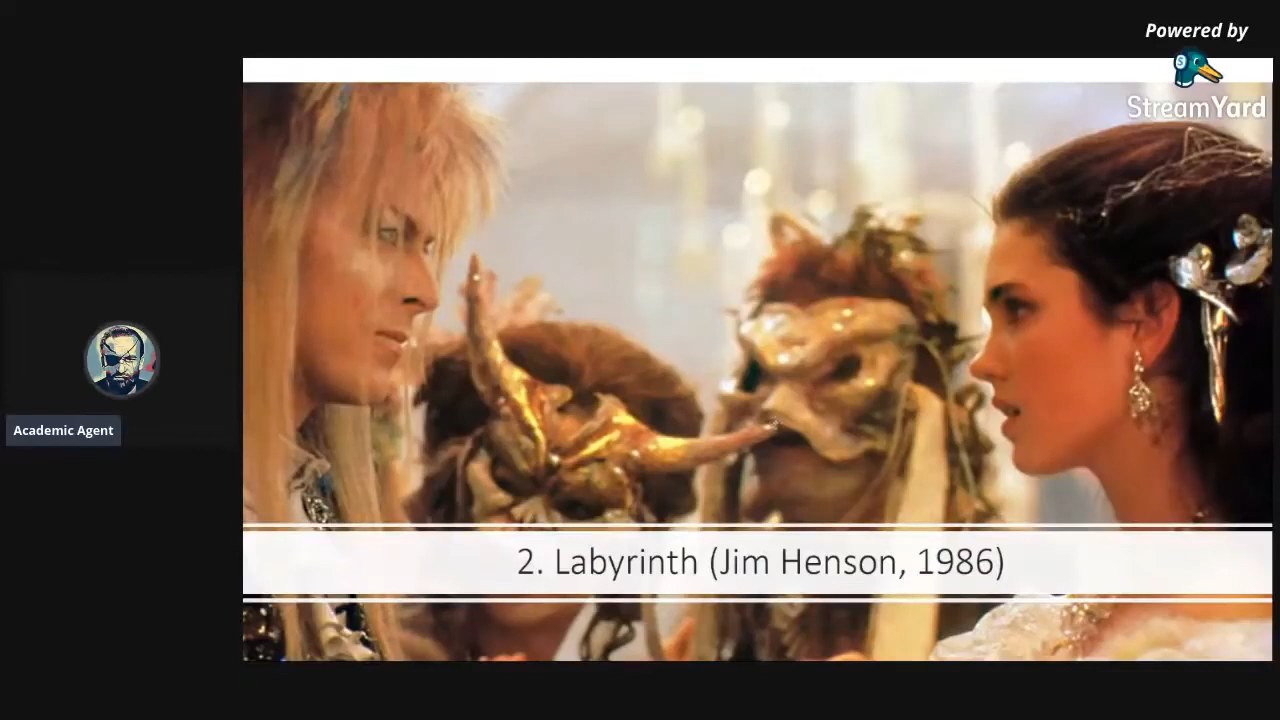 Powered by
StreamYard
Academic Agent
2. Labyrinth (Jim Henson, 1986)